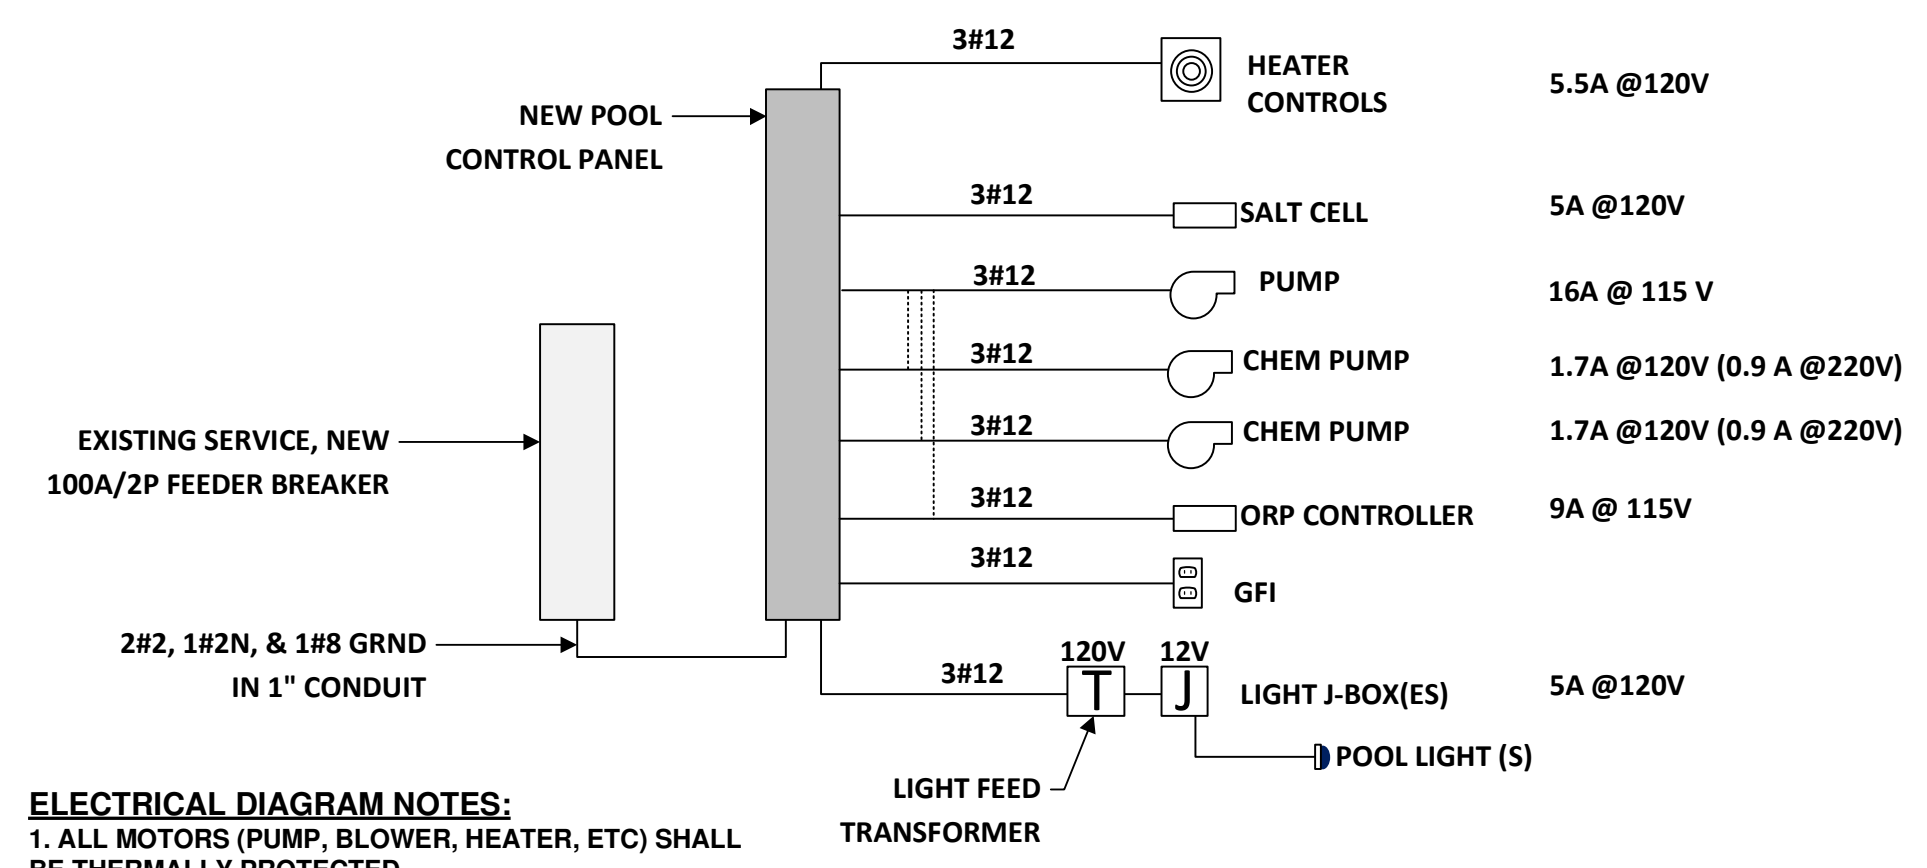 3#12
HEATER
CONTROLS
5.5A @120V
NEW POOL
CONTROL PANEL
3#12
SALT CELL
5A @120V
3#12
PUMP
16A @ 115 V
3#12
CHEM PUMP
1.7A @120V (0.9 A @220V)
3#12
CHEM PUMP
1.7A @120V (0.9 A @220V)
EXISTING SERVICE, NEW
100A/2P FEEDER BREAKER
3#12
ORP CONTROLLER
9A @ 115V
3#12
GFI
2#2, 1#2N, & 1#8 GRND
IN 1" CONDUIT
3#12
120V
12V
T
J
LIGHT J-BOX(ES)
5A @120V
POOL LIGHT (S)
LIGHT FEED
TRANSFORMER
ELECTRICAL DIAGRAM NOTES:
1. ALL MOTORS (PUMP, BLOWER, HEATER, ETC) SHALL
BE THERMALLY PROTECTED